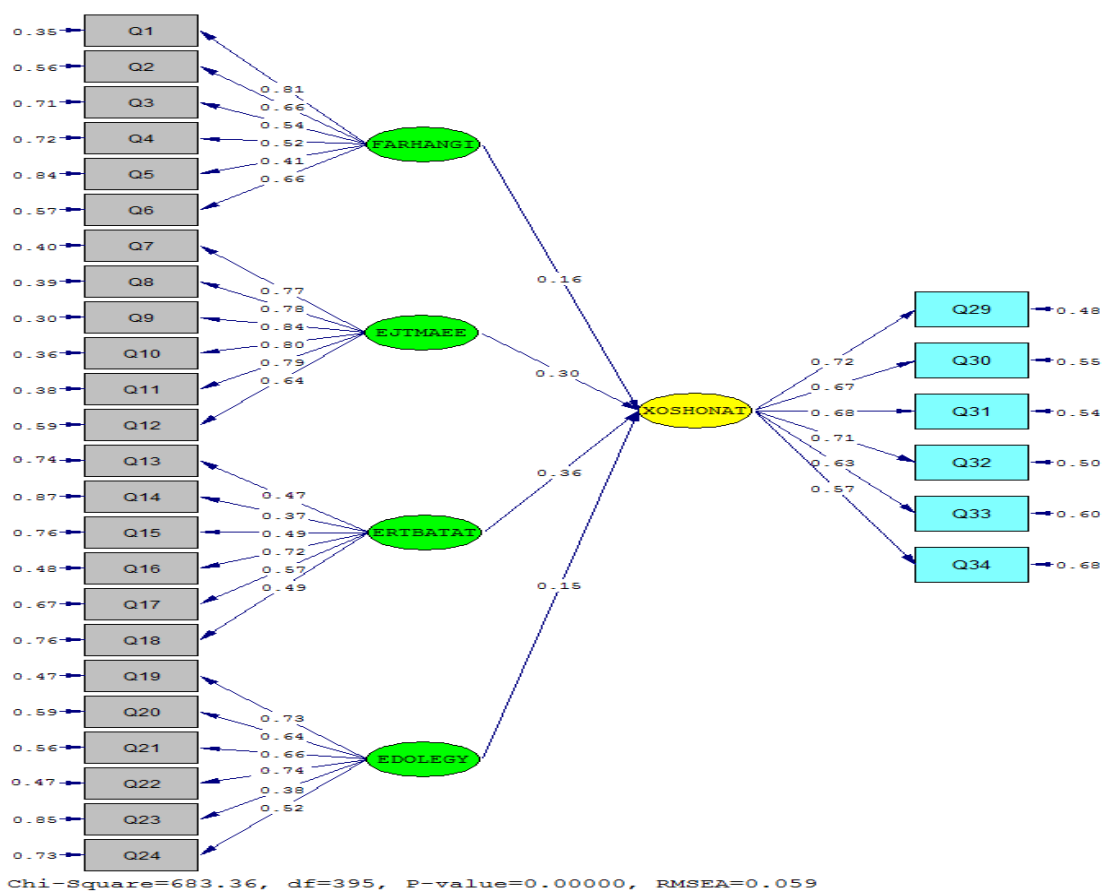 0.35 Q1
0.56 Q2
0.71 Q3
0.72 Q4
0.84 Q5
0.57 Q6
0.81
0.66
0.54
0.52
0.41
0.66
FARHANGI
0.16
0.40 Q7
0.39 Q8
0.30 Q9
0.36 Q10
0.38 Q11
0.59 Q12
0.77
0.78
0.84
0.80
0.79
0.64
EJTMAEE
0.30
0.74 Q13
0.87 Q14
0.76 Q15
0.48 Q16
0.67 Q17
0.76 Q18
0.47
0.37
0.49
0.72
0.57
0.49
ERTBATAT
0.36
0.47 Q19
0.59 Q20
0.56 Q21
0.47 Q22
0.85 Q23
0.73 Q24
0.73
0.64
0.66
0.74
0.38
0.52
EDOLEGY
0.15
XOSHONAT
0.72
0.67
0.68
0.71
0.63
0.57
Q29 0.48
Q30 0.55
Q31 0.54
Q32 0.50
Q33 0.60
Q34 0.68
Chi-Square=683.36, df=395, P-value=0.00000, RMSEA=0.059